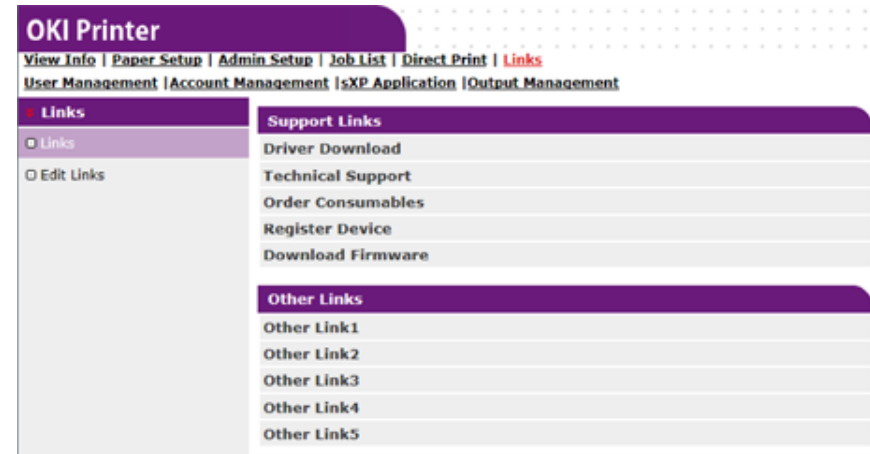 OKI Printer
View Info | Paper Setup | Admin Setup | Job List | Direct Print | Links
User Management |Account Management |sXP Application |Output Management
Links
Links
Edit Links
Support Links
Driver Download
Technical Support
Order Consumables
Register Device
Download Firmware
Other Links
Other Link1
Other Link2
Other Link3
Other Link4
Other Link5